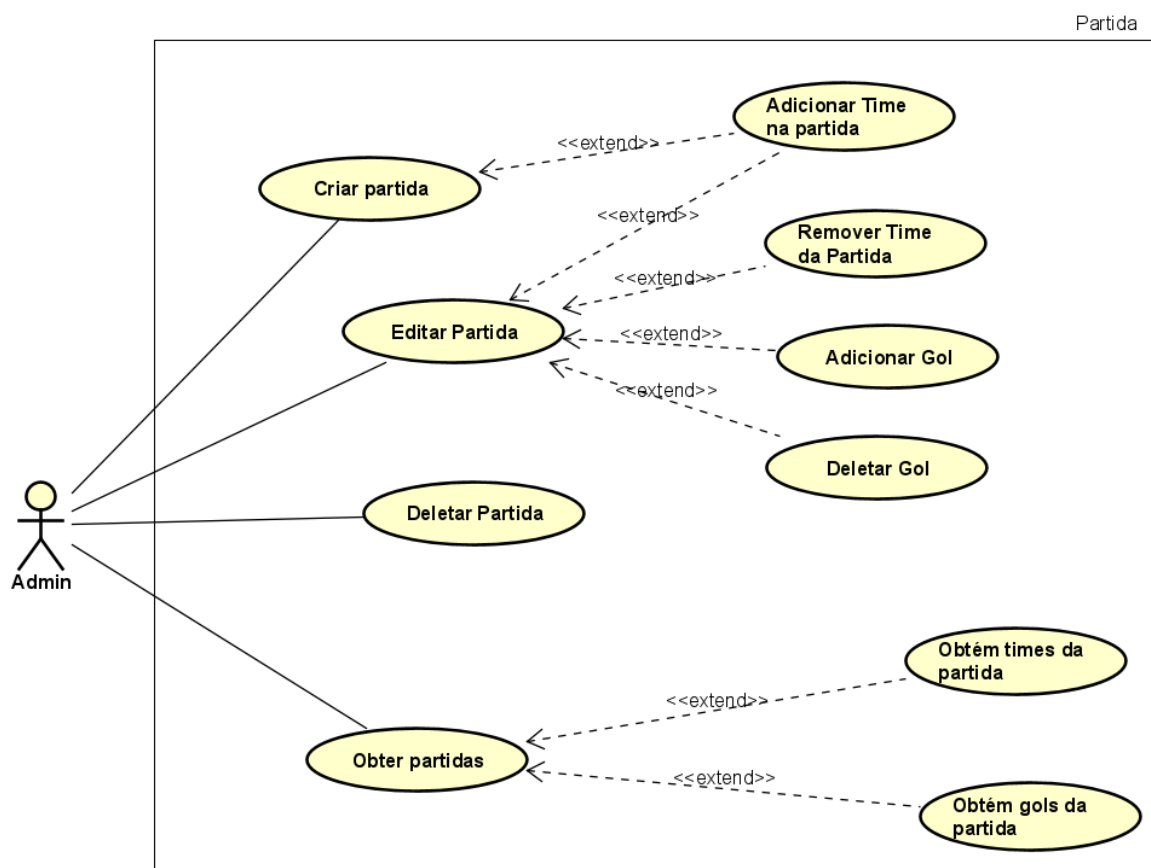 Partida
Adicionar Time
na partida
<<extend>>
Criar partida
<<extend>>
Remover Time
da Partida
<<extend>>
Editar Partida
<<extend>>
Adicionar Gol
<<extend>>
Deletar Gol
Deletar Partida
Admin
Obtém times da
partida
<<extend>>
Obter partidas
<<extend>>
Obtém gols da
partida